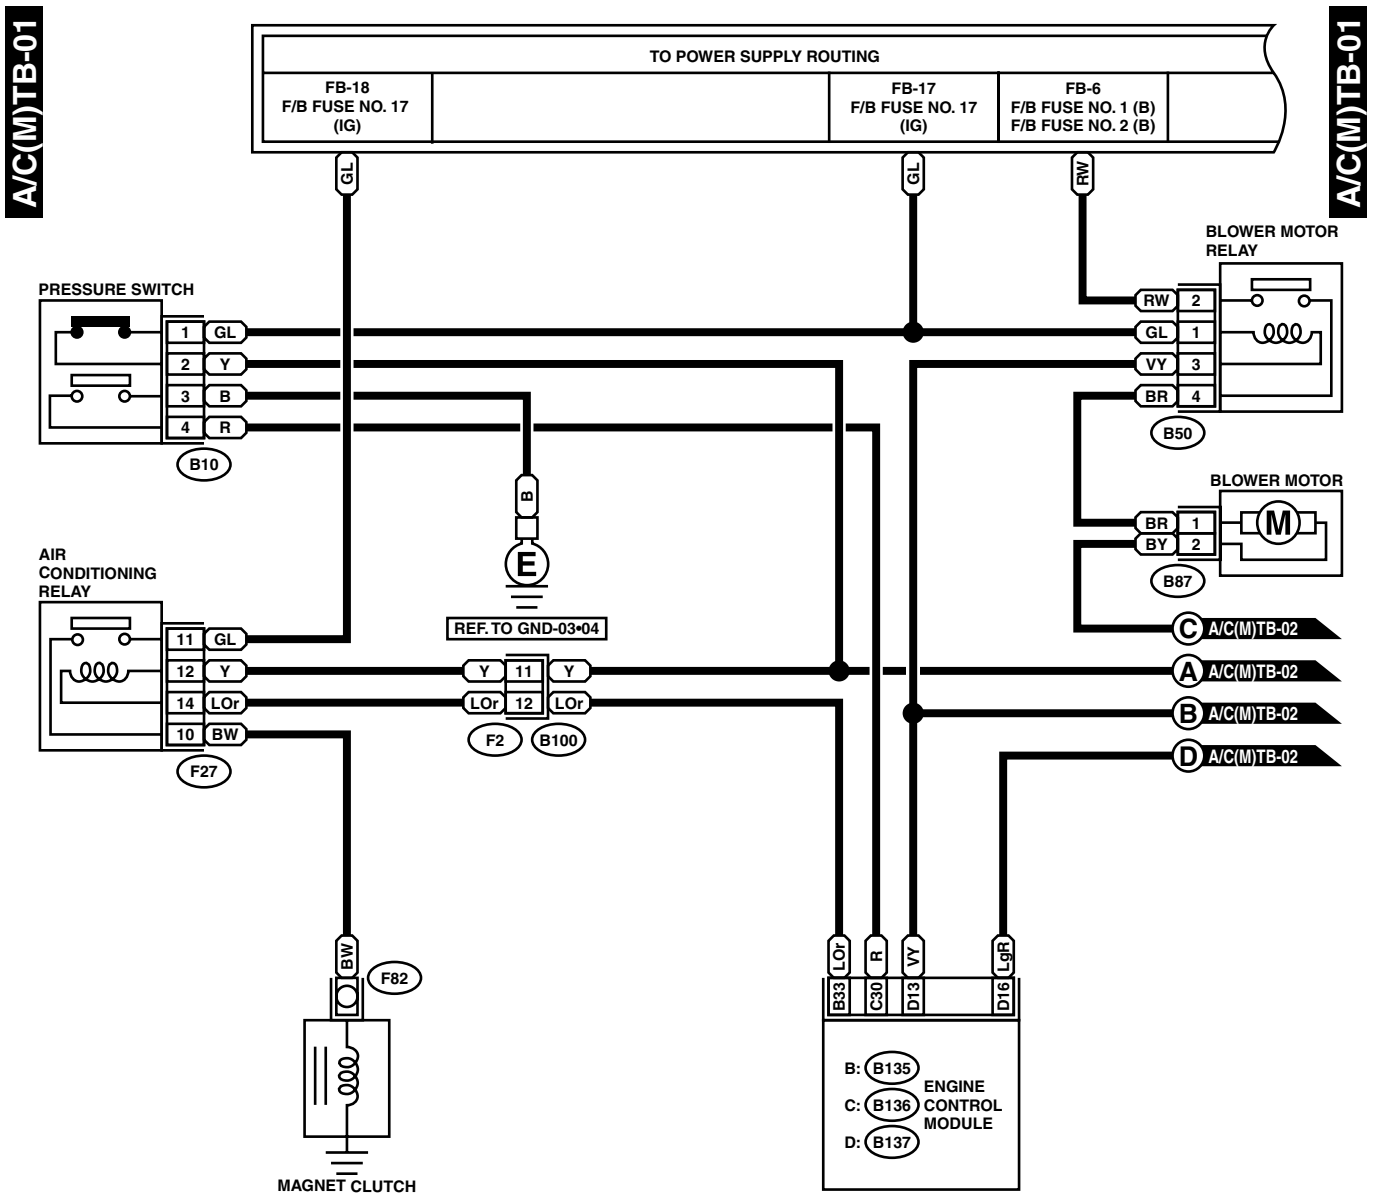 A/C(M)TB-01
A/C(M)TB-01
TO POWER SUPPLY ROUTING
FB-18
F/B FUSE NO. 17
(IG)
FB-17
F/B FUSE NO. 17
(IG)
FB-6
F/B FUSE NO. 1 (B)
F/B FUSE NO. 2 (B)
GL
GL
RW
BLOWER MOTOR
RELAY
RW 2
GL 1
VY 3
BR 4
B50
PRESSURE SWITCH
1 GL
2 Y
3 B
4 R
B10
B
E
REF. TO GND-03•04
BLOWER MOTOR
M
BR 1
BY 2
B87
AIR
CONDITIONING
RELAY
11 GL
12 Y
14 LOr
10 BW
F27
Y 11 Y
LOr 12 LOr
F2
B100
C A/C(M)TB-02
A A/C(M)TB-02
B A/C(M)TB-02
D A/C(M)TB-02
BW
F82
MAGNET CLUTCH
LOr
R
VY
LgR
B33
C30
D13
D16
B: B135
C: B136
D: B137
ENGINE
CONTROL
MODULE